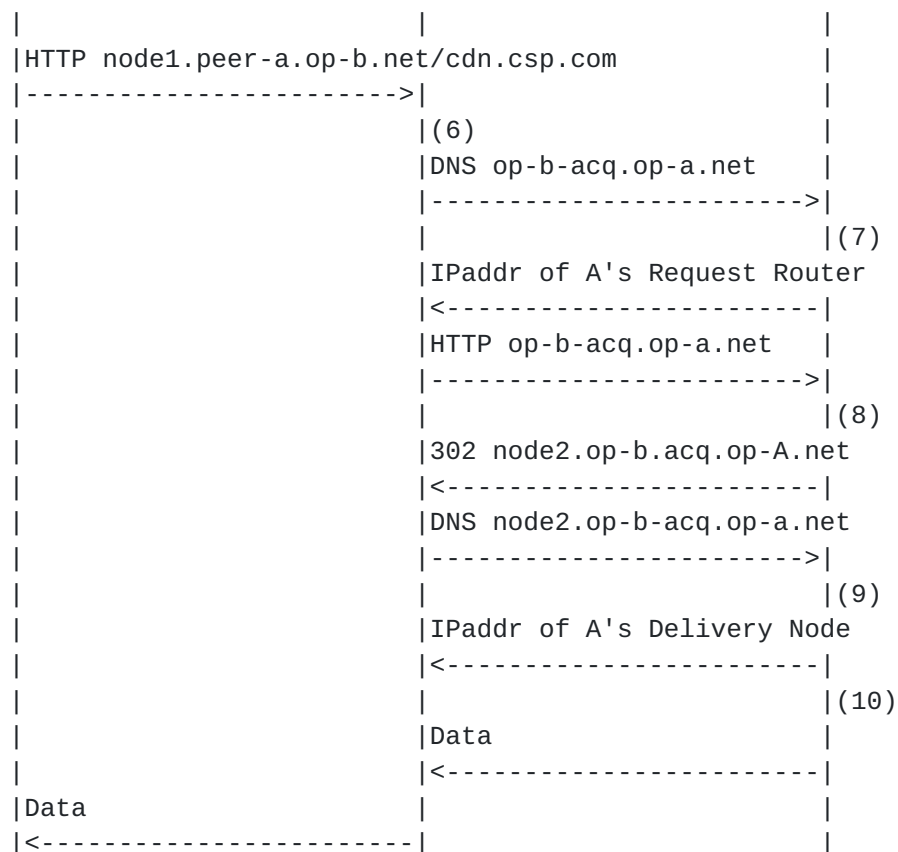 |                         |                         |
|HTTP node1.peer-a.op-b.net/cdn.csp.com             |
|------------------------>|                         |
|                         |(6)                      |
|                         |DNS op-b-acq.op-a.net    |
|                         |------------------------>|
|                         |                         |(7)
|                         |IPaddr of A's Request Router
|                         |<------------------------|
|                         |HTTP op-b-acq.op-a.net   |
|                         |------------------------>|
|                         |                         |(8)
|                         |302 node2.op-b.acq.op-A.net
|                         |<------------------------|
|                         |DNS node2.op-b-acq.op-a.net
|                         |------------------------>|
|                         |                         |(9)
|                         |IPaddr of A's Delivery Node
|                         |<------------------------|
|                         |                         |(10)
|                         |Data                     |
|                         |<------------------------|
|Data                     |                         |
|<------------------------|                         |